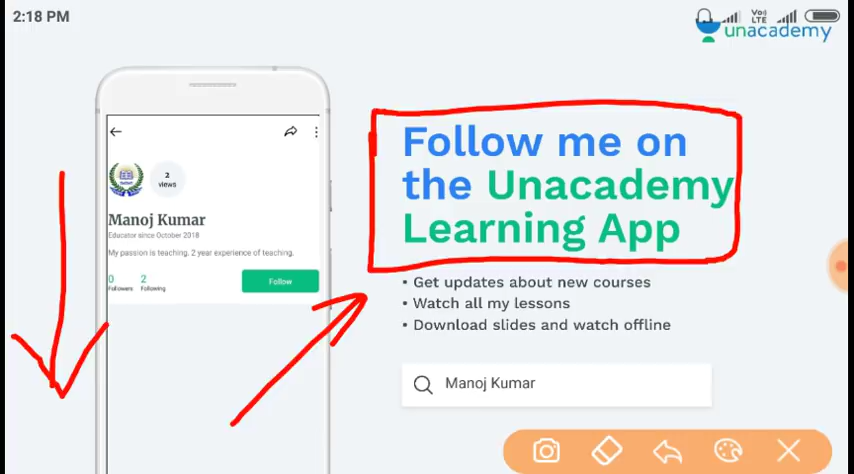 2:18 PM
Vo)
LTE
unacademy
2
views
Manoj Kumar
Educator since October 2018
My passion is teaching. 2 year experience of teaching.
0
Followers
2
Following
Follow
Follow me on
the Unacademy
Learning App
• Get updates about new courses
• Watch all my lessons
• Download slides and watch offline
Manoj Kumar